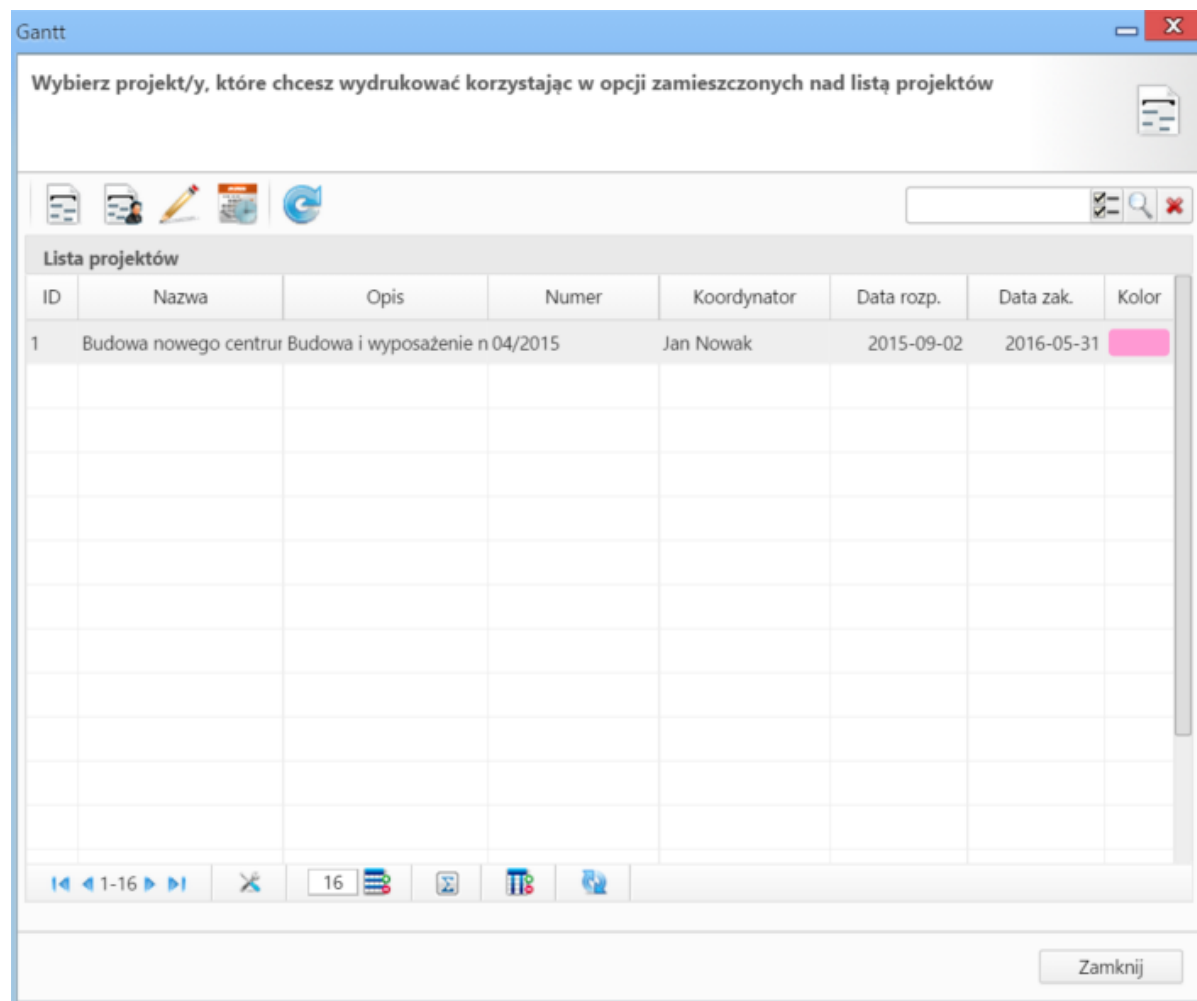 Gantt
Wybierz projekt/y, które chcesz wydrukować korzystając w opcji zamieszczonych nad listą projektów
Lista projektów
ID Nazwa Opis Numer Koordynator Data rozp. Data zak. Kolor
1 Budowa nowego centrur Budowa i wyposażenie n 04/2015 Jan Nowak 2015-09-02 2016-05-31
1-16 16
Zamknij